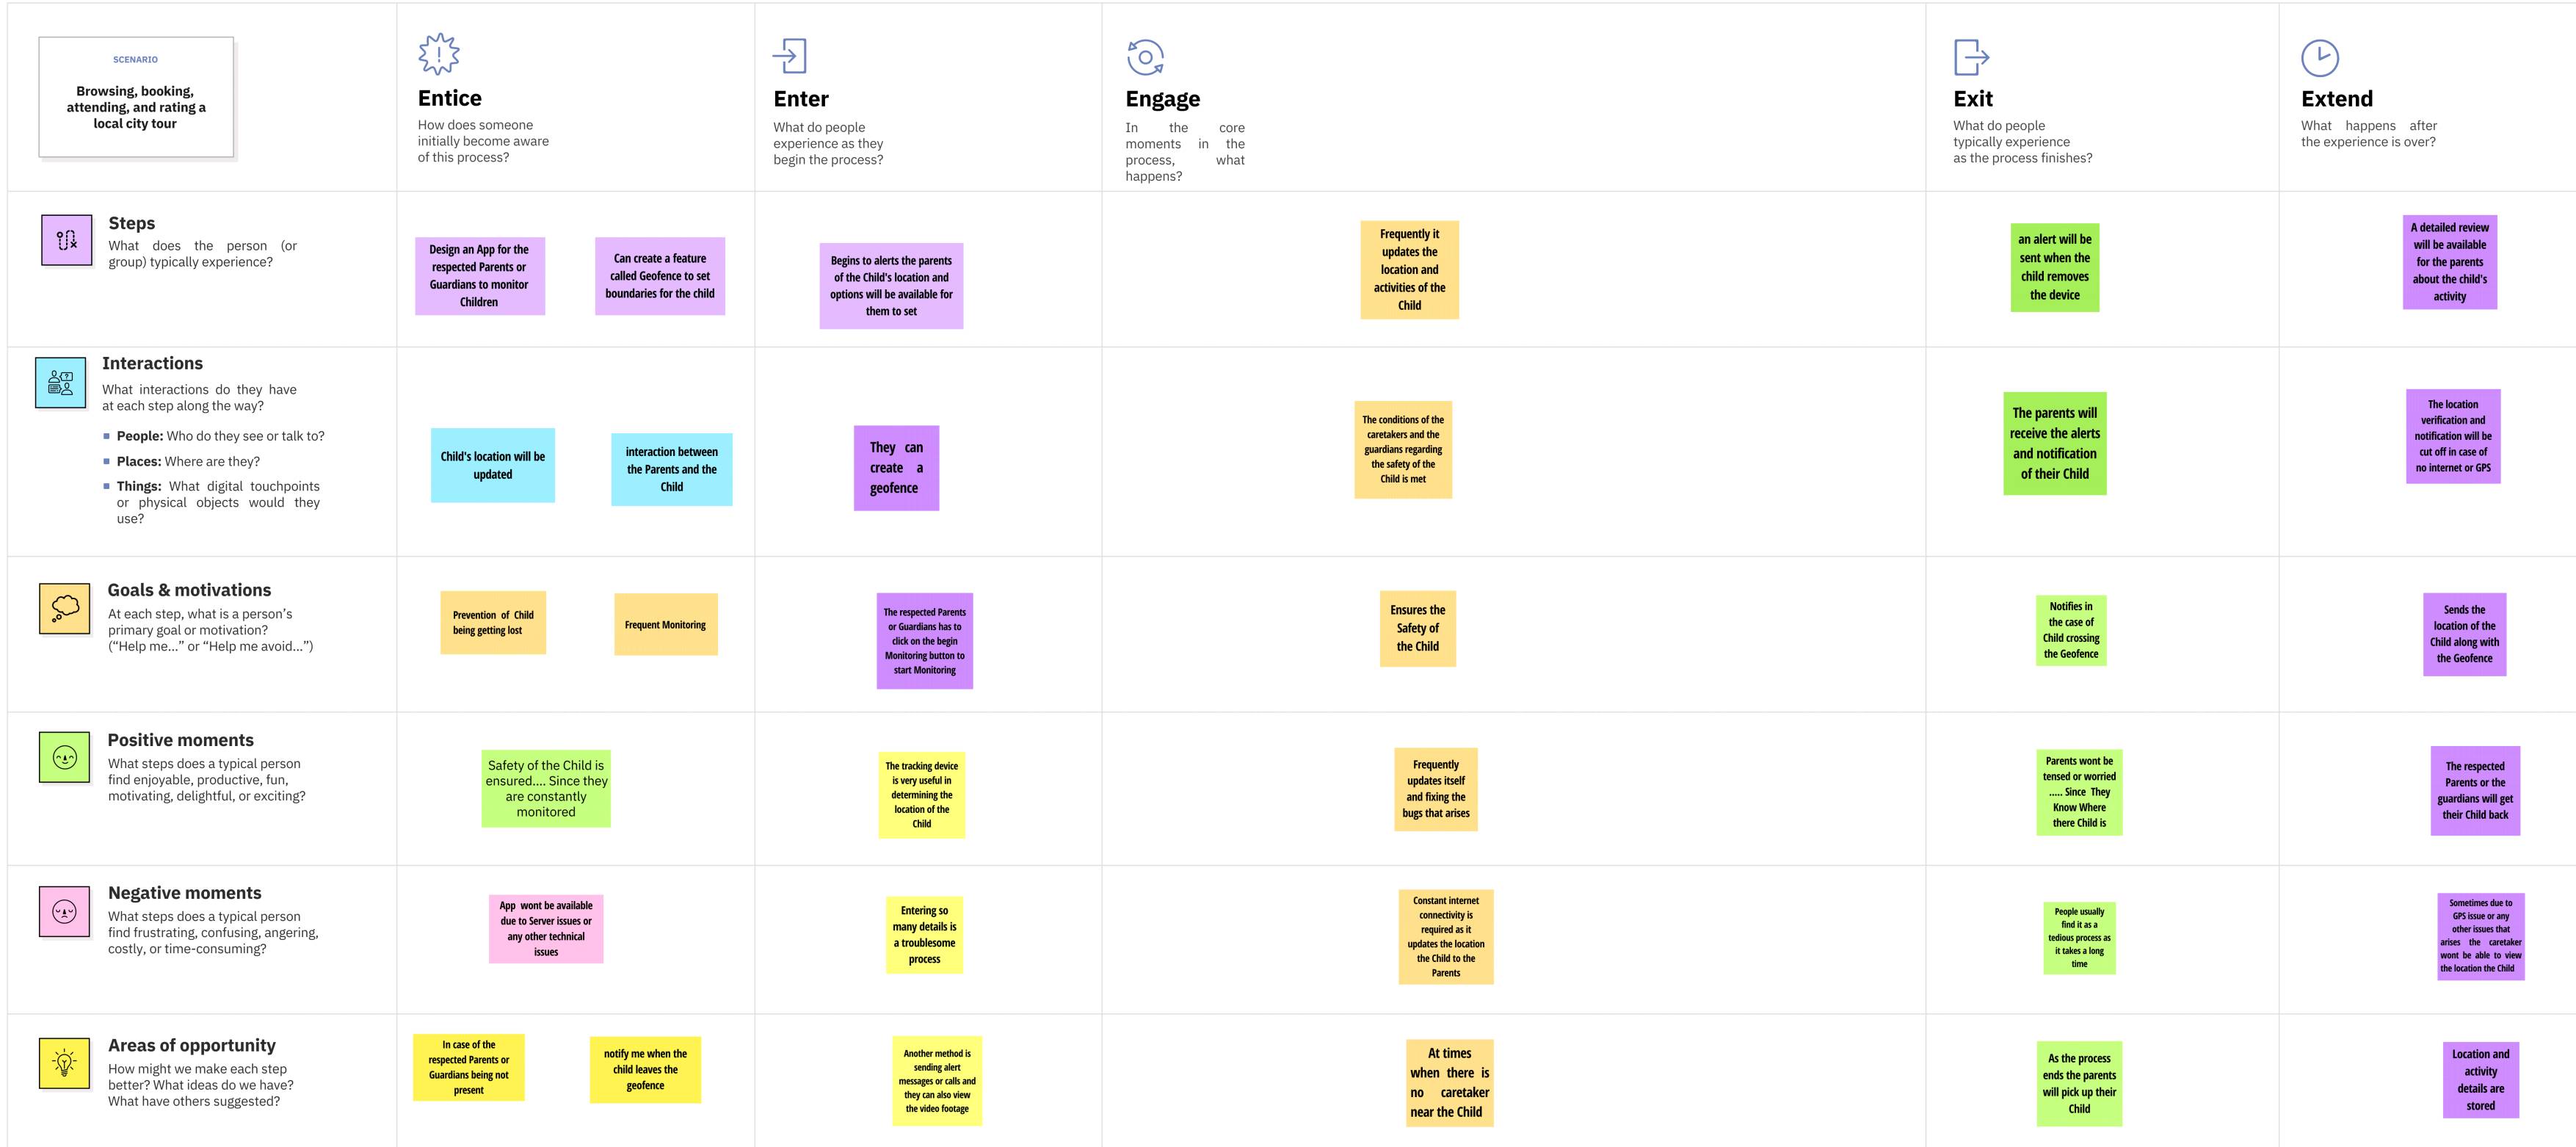 SCENARIO
Browsing, booking,
attending, and rating a
local city tour
Entice
How does someone
initially become aware
of this process?
Enter
What do people
experience as they
begin the process?
Engage
In the core
moments in the
process, what
happens?
Exit
What do people
typically experience
as the process finishes?
Extend
What happens after
the experience is over?
Steps
What does the person (or
group) typically experience?
Design an App for the
respected Parents or
Guardians to monitor
Children
Can create a feature
called Geofence to set
boundaries for the child
Begins to alerts the parents
of the Child's location and
options will be available for
them to set
Frequently it
updates the
location and
activities of the
Child
an alert will be
sent when the
child removes
the device
A detailed review
will be available
for the parents
about the child's
activity
Interactions
What interactions do they have
at each step along the way?
People: Who do they see or talk to?
Places: Where are they?
Things: What digital touchpoints
or physical objects would they
use?
Child's location will be
updated
interaction between
the Parents and the
Child
They can
create a
geofence
The conditions of the
caretakers and the
guardians regarding
the safety of the
Child is met
The parents will
receive the alerts
and notification
of their Child
The location
verification and
notification will be
cut off in case of
no internet or GPS
Goals & motivations
At each step, what is a person's
primary goal or motivation?
("Help me..." or "Help me avoid...")
Prevention of Child
being getting lost
Frequent Monitoring
The respected Parents
or Guardians has to
click on the begin
Monitoring button to
start Monitoring
Ensures the
Safety of
the Child
Notifies in
the case of
Child crossing
the Geofence
Sends the
location of the
Child along with
the Geofence
Positive moments
What steps does a typical person
find enjoyable, productive, fun,
motivating, delightful, or exciting?
Safety of the Child is
ensured.... Since they
are constantly
monitored
The tracking device
is very useful in
determining the
location of the
Child
Frequently
updates itself
and fixing the
bugs that arises
Parents wont be
tensed or worried
..... Since They
Know Where
there Child is
The respected
Parents or the
guardians will get
their Child back
Negative moments
What steps does a typical person
find frustrating, confusing, angering,
costly, or time-consuming?
App wont be available
due to Server issues or
any other technical
issues
Entering so
many details is
a troublesome
process
Constant internet
connectivity is
required as it
updates the location
the Child to the
Parents
People usually
find it as a
tedious process as
it takes a long
time
Sometimes due to
GPS issue or any
other issues that
arises the caretaker
wont be able to view
the location the Child
Areas of opportunity
How might we make each step
better? What ideas do we have?
What have others suggested?
In case of the
respected Parents or
Guardians being not
present
notify me when the
child leaves the
geofence
Another method is
sending alert
messages or calls and
they can also view
the video footage
At times
when there is
no caretaker
near the Child
As the process
ends the parents
will pick up their
Child
Location and
activity
details are
stored